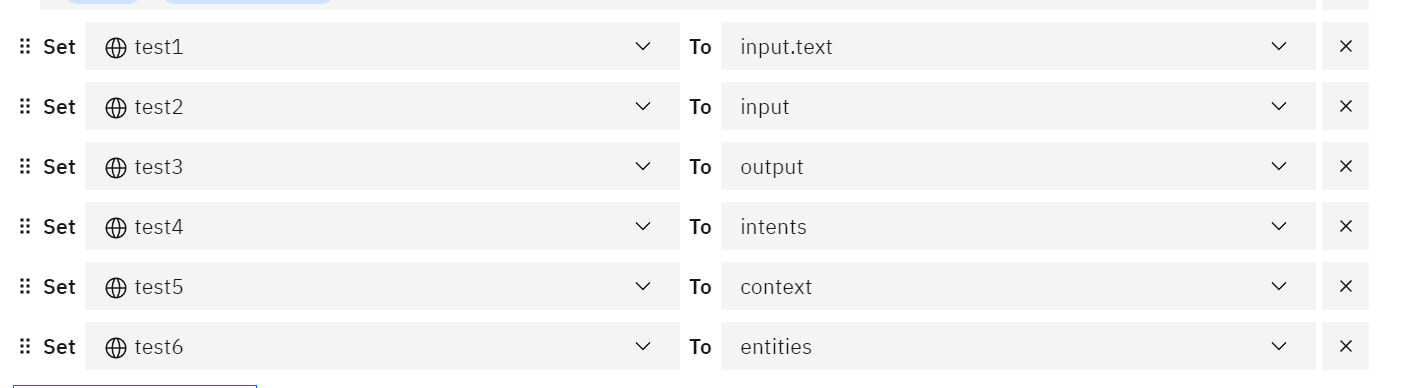 Set test1 To input.text
Set test2 To input
Set test3 To output
Set test4 To intents
Set test5 To context
Set test6 To entities